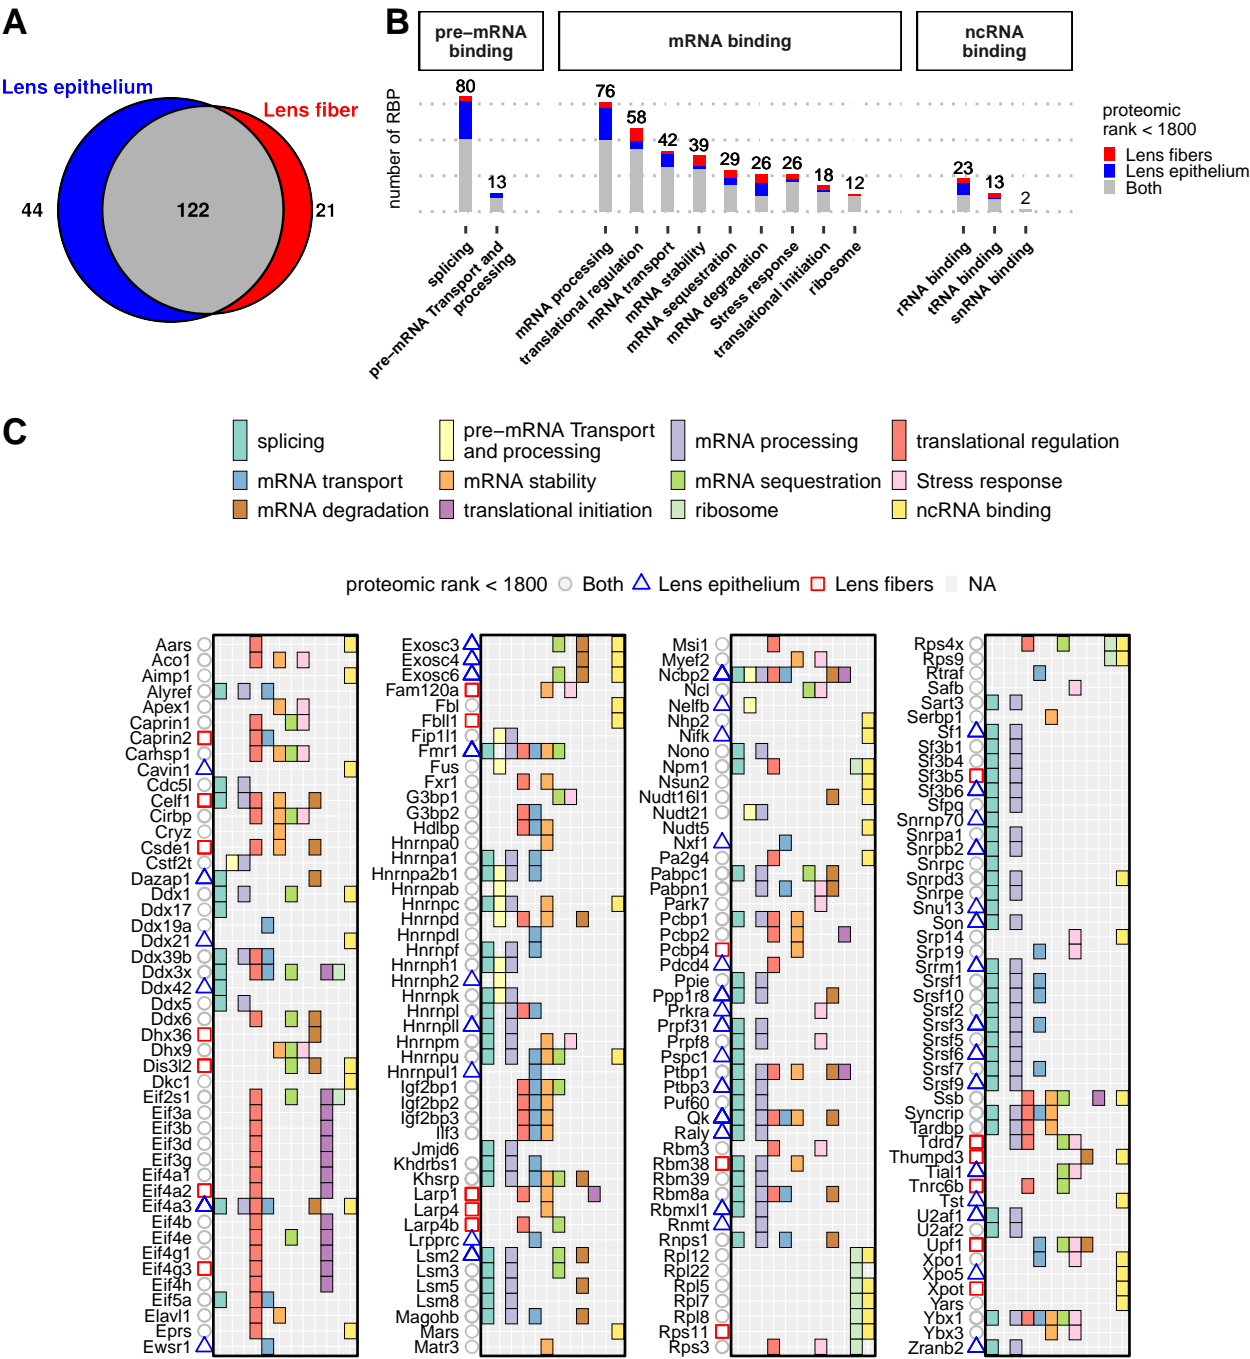 A
Lens epithelium
Lens fiber
44
122
21
B
pre−mRNA
binding
mRNA binding
ncRNA
binding
number of RBP
80
13
76
58
42
39
29
26
26
18
12
23
13
2
splicing
pre−mRNA Transport and
processing
mRNA processing
translational regulation
mRNA transport
mRNA stability
mRNA sequestration
mRNA degradation
Stress response
translational initiation
ribosome
rRNA binding
tRNA binding
snRNA binding
proteomic
rank < 1800
Lens fibers
Lens epithelium
Both
C
splicing
pre−mRNA Transport
and processing
mRNA processing
translational regulation
mRNA transport
mRNA stability
mRNA sequestration
Stress response
mRNA degradation
translational initiation
ribosome
ncRNA binding
proteomic rank < 1800
Both
Lens epithelium
Lens fibers
NA
Aars
Aco1
Aimp1
Alyref
Apex1
Caprin1
Caprin2
Carhsp1
Cavin1
Cdc5l
Celf1
Cirbp
Cryz
Csde1
Cstf2t
Dazap1
Ddx1
Ddx17
Ddx19a
Ddx21
Ddx39b
Ddx3x
Ddx42
Ddx5
Ddx6
Dhx36
Dhx9
Dis3l2
Dkc1
Eif2s1
Eif3a
Eif3b
Eif3d
Eif3g
Eif4a1
Eif4a2
Eif4a3
Eif4b
Eif4e
Eif4g1
Eif4g3
Eif4h
Eif5a
Elavl1
Eprs
Ewsr1
Exosc3
Exosc4
Exosc6
Fam120a
Fbl
Fbll1
Fip1l1
Fmr1
Fus
Fxr1
G3bp1
G3bp2
Hdlbp
Hnrnpa0
Hnrnpa1
Hnrnpa2b1
Hnrnpab
Hnrnpc
Hnrnpd
Hnrnpdl
Hnrnpf
Hnrnph1
Hnrnph2
Hnrnpk
Hnrnpl
Hnrnpll
Hnrnpm
Hnrnpu
Hnrnpul1
Igf2bp1
Igf2bp2
Igf2bp3
Ilf3
Jmjd6
Khdrbs1
Khsrp
Larp1
Larp4
Larp4b
Lrpprc
Lsm2
Lsm3
Lsm5
Lsm8
Magohb
Mars
Matr3
Msi1
Myef2
Ncbp2
Ncl
Nelfb
Nhp2
Nifk
Nono
Npm1
Nsun2
Nudt16l1
Nudt21
Nudt5
Nxf1
Pa2g4
Pabpc1
Pabpn1
Park7
Pcbp1
Pcbp2
Pcbp4
Pdcd4
Ppie
Ppp1r8
Prkra
Prpf31
Prpf8
Pspc1
Ptbp1
Ptbp3
Puf60
Qk
Raly
Rbm3
Rbm38
Rbm39
Rbm8a
Rbmxl1
Rnmt
Rnps1
Rpl12
Rpl22
Rpl5
Rpl7
Rpl8
Rps11
Rps3
Rps4x
Rps9
Rtraf
Safb
Sart3
Serbp1
Sf1
Sf3b1
Sf3b4
Sf3b5
Sf3b6
Sfpq
Snrnp70
Snrpa1
Snrpb2
Snrpc
Snrpd3
Snrpe
Snu13
Son
Srp14
Srp19
Srrm1
Srsf1
Srsf10
Srsf2
Srsf3
Srsf5
Srsf6
Srsf7
Srsf9
Ssb
Syncrip
Tardbp
Tdrd7
Thumpd3
Tial1
Tnrc6b
Tst
U2af1
U2af2
Upf1
Xpo1
Xpo5
Xpot
Yars
Ybx1
Ybx3
Zranb2